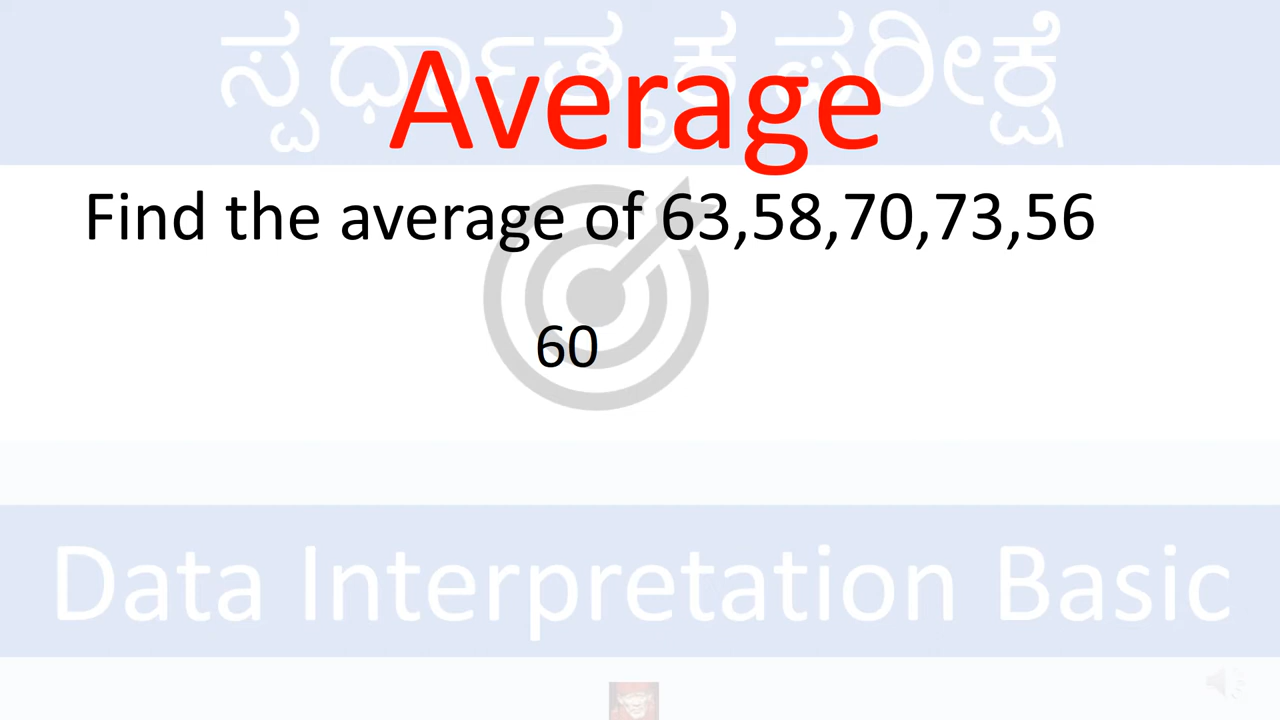 ಸ್ಪರ್ಧಾತ್ಮಕ ಪರೀಕ್ಷೆ
Average
Find the average of 63,58,70,73,56
60
Data Interpretation Basic